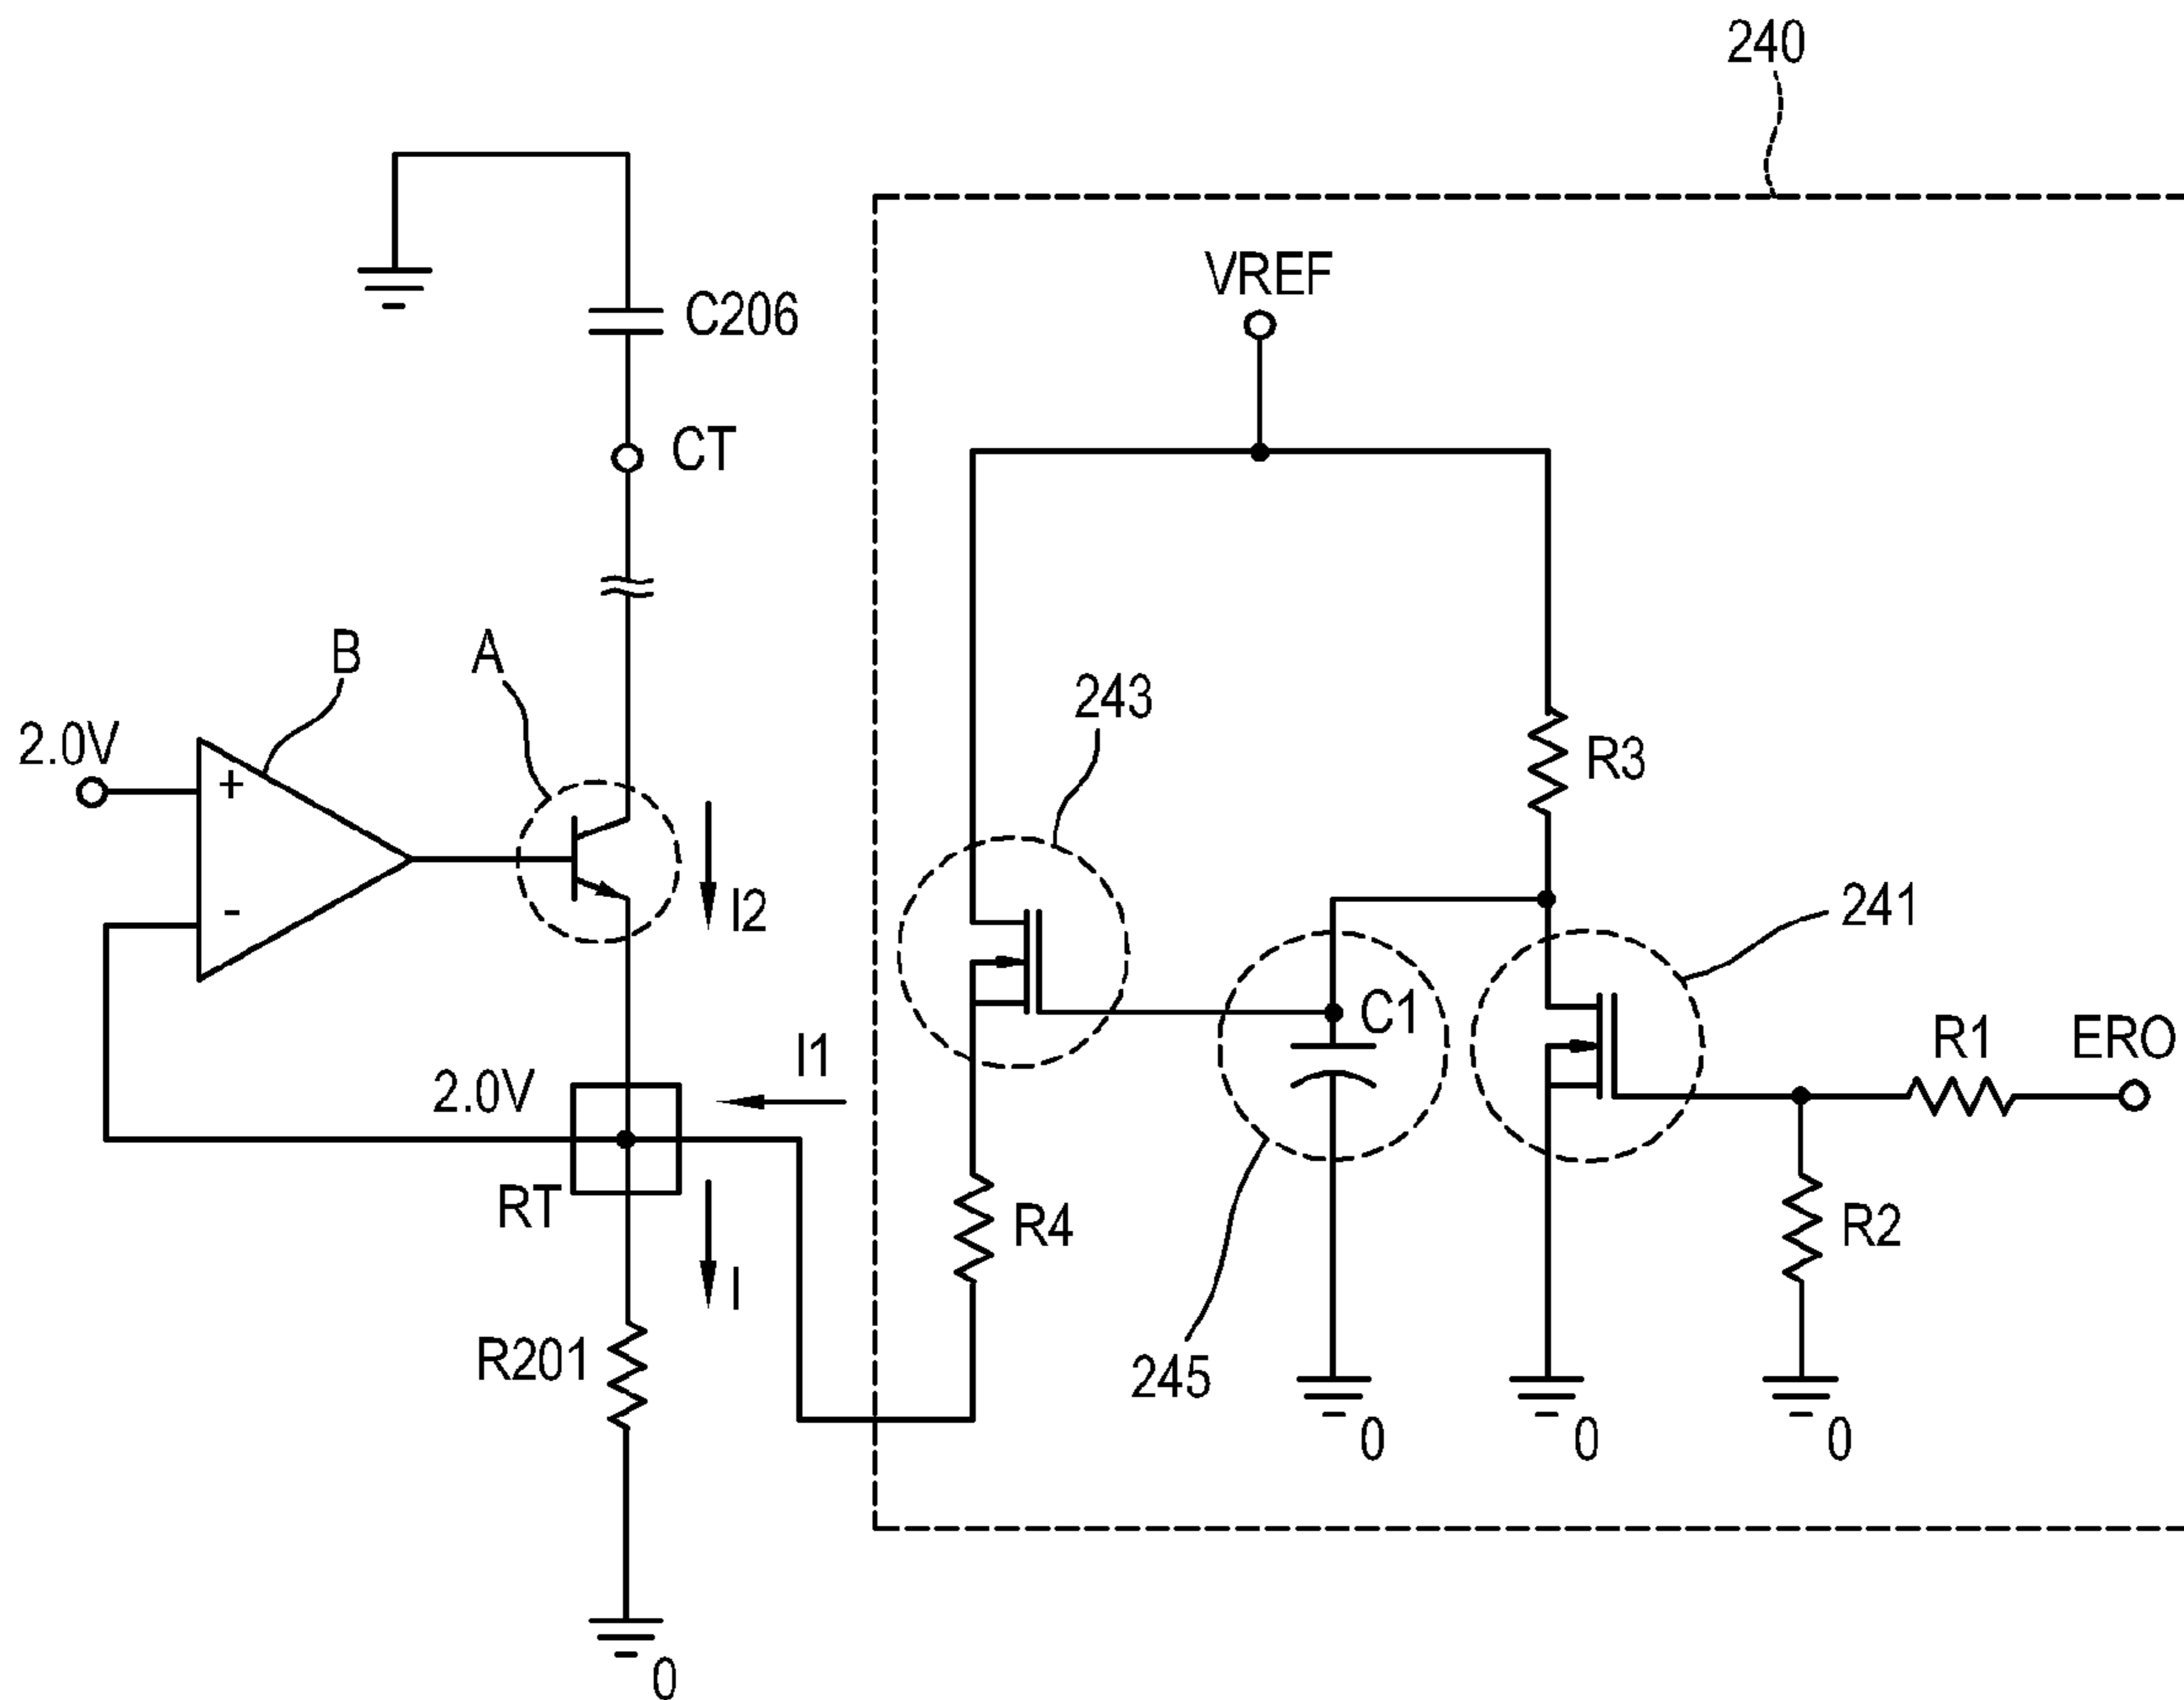 240
VREF
C206
CT
B
A
243
2.0V
+
-
R3
I2
241
C1
I1
R1
ERO
2.0V
RT
R4
R2
I
R201
245
0
0
0
0